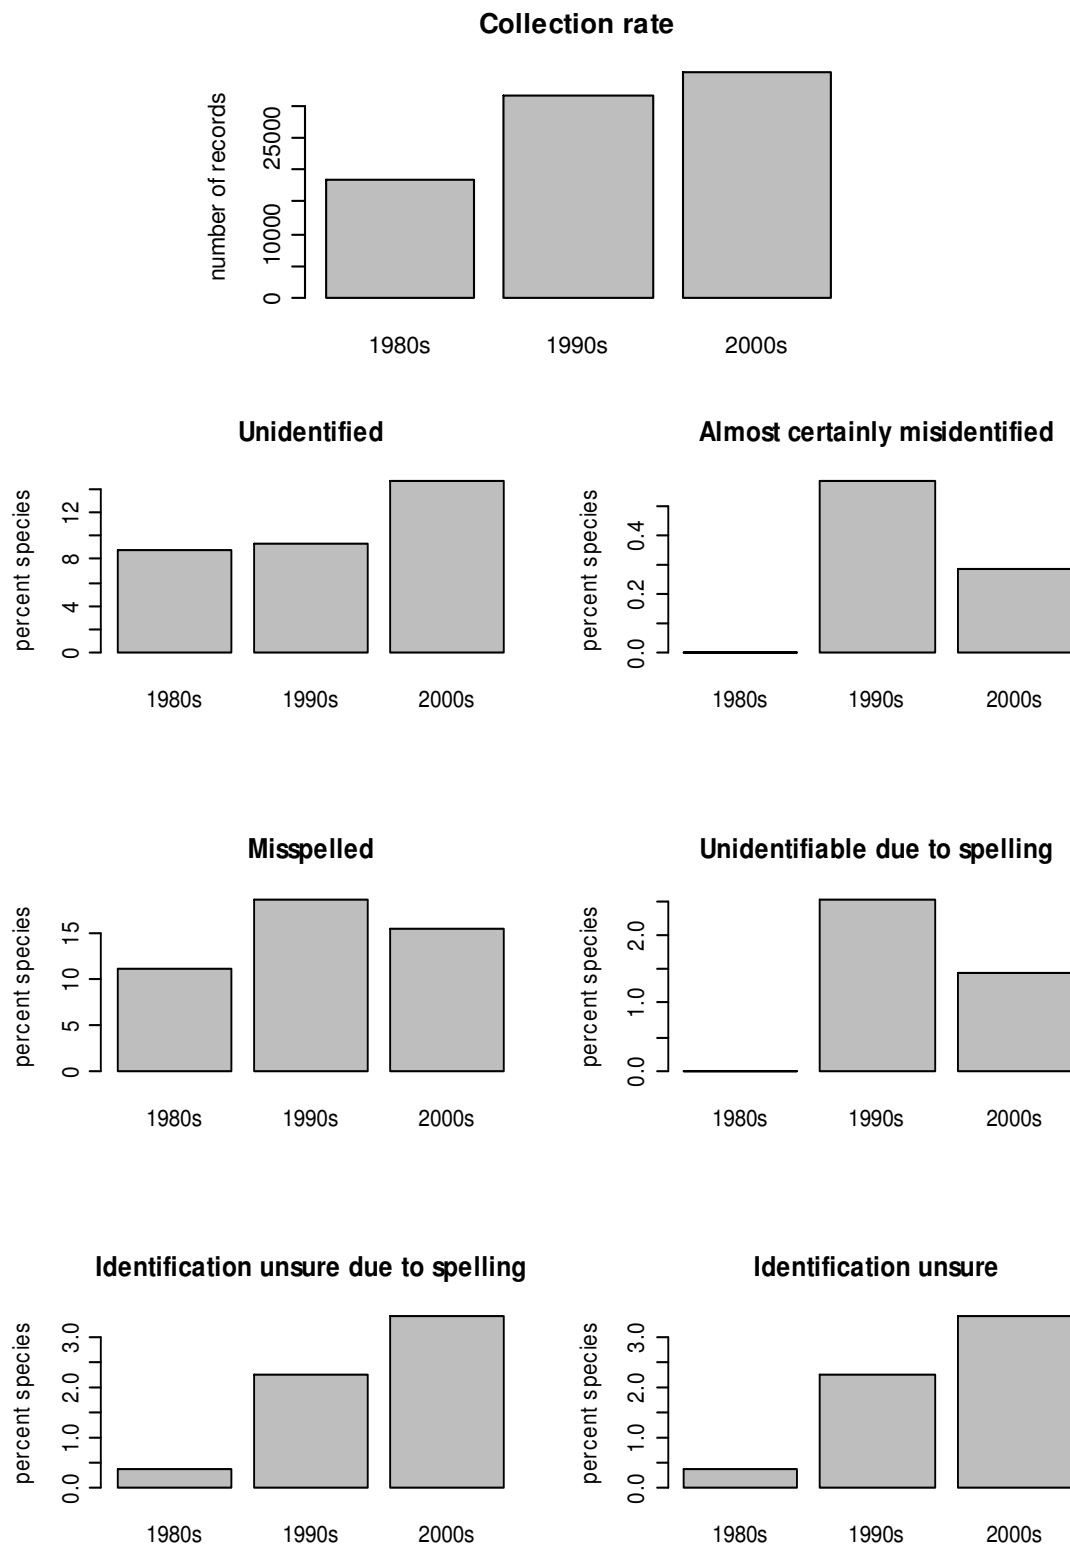 Collection rate
number of records
0 10000 25000
1980s 1990s 2000s
Unidentified
percent species
0 4 8 12
1980s 1990s 2000s
Almost certainly misidentified
percent species
0.0 0.2 0.4
1980s 1990s 2000s
Misspelled
percent species
0 5 10 15
1980s 1990s 2000s
Unidentifiable due to spelling
percent species
0.0 1.0 2.0
1980s 1990s 2000s
Identification unsure due to spelling
percent species
0.0 1.0 2.0 3.0
1980s 1990s 2000s
Identification unsure
percent species
0.0 1.0 2.0 3.0
1980s 1990s 2000s